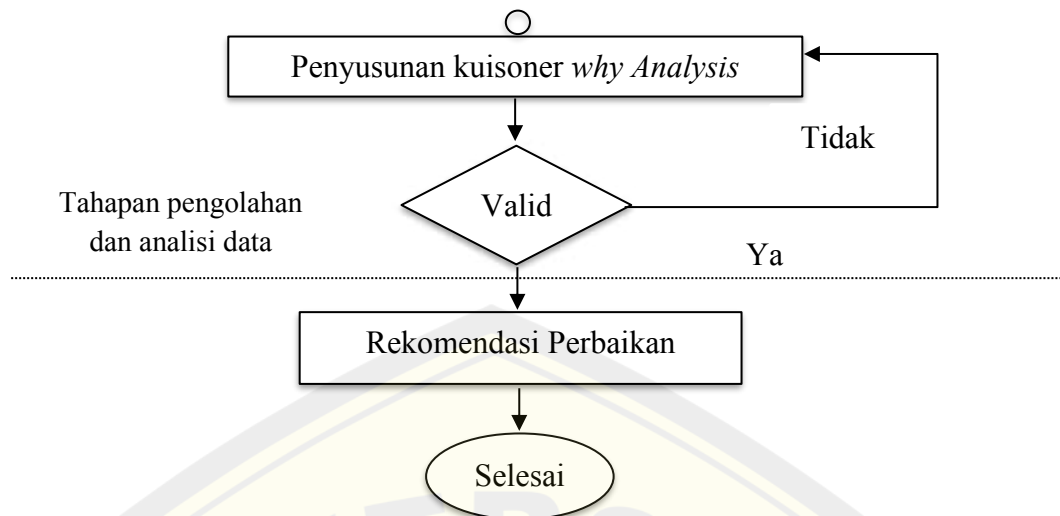 Penyusunan kuisoner why Analysis
Tidak
Valid
Tahapan pengolahan
dan analisi data
Ya
Rekomendasi Perbaikan
Selesai